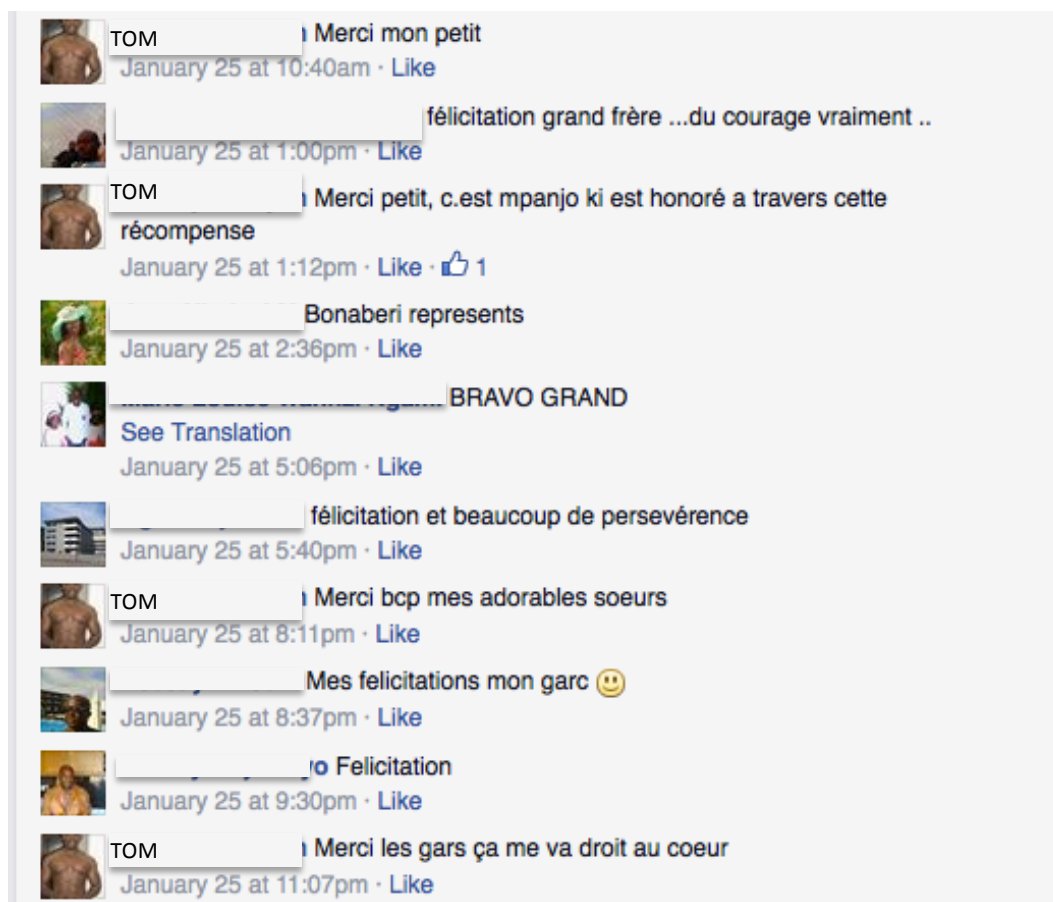 TOM Merci mon petit
January 25 at 10:40am · Like
félicitation grand frère ...du courage vraiment ..
January 25 at 1:00pm · Like
TOM Merci petit, c.est mpanjo ki est honoré a travers cette
récompense
January 25 at 1:12pm · Like · 1
Bonaberi represents
January 25 at 2:36pm · Like
BRAVO GRAND
See Translation
January 25 at 5:06pm · Like
félicitation et beaucoup de persevérence
January 25 at 5:40pm · Like
TOM Merci bcp mes adorables soeurs
January 25 at 8:11pm · Like
Mes felicitations mon garc
January 25 at 8:37pm · Like
yo Felicitation
January 25 at 9:30pm · Like
TOM Merci les gars ça me va droit au coeur
January 25 at 11:07pm · Like